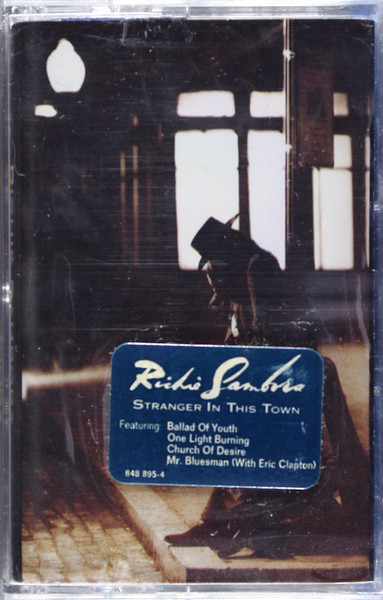 Richie Sambora
STRANGER IN THIS TOWN
Featuring: Ballad Of Youth
One Light Burning
Church Of Desire
Mr. Bluesman (With Eric Clapton)
848 895-4